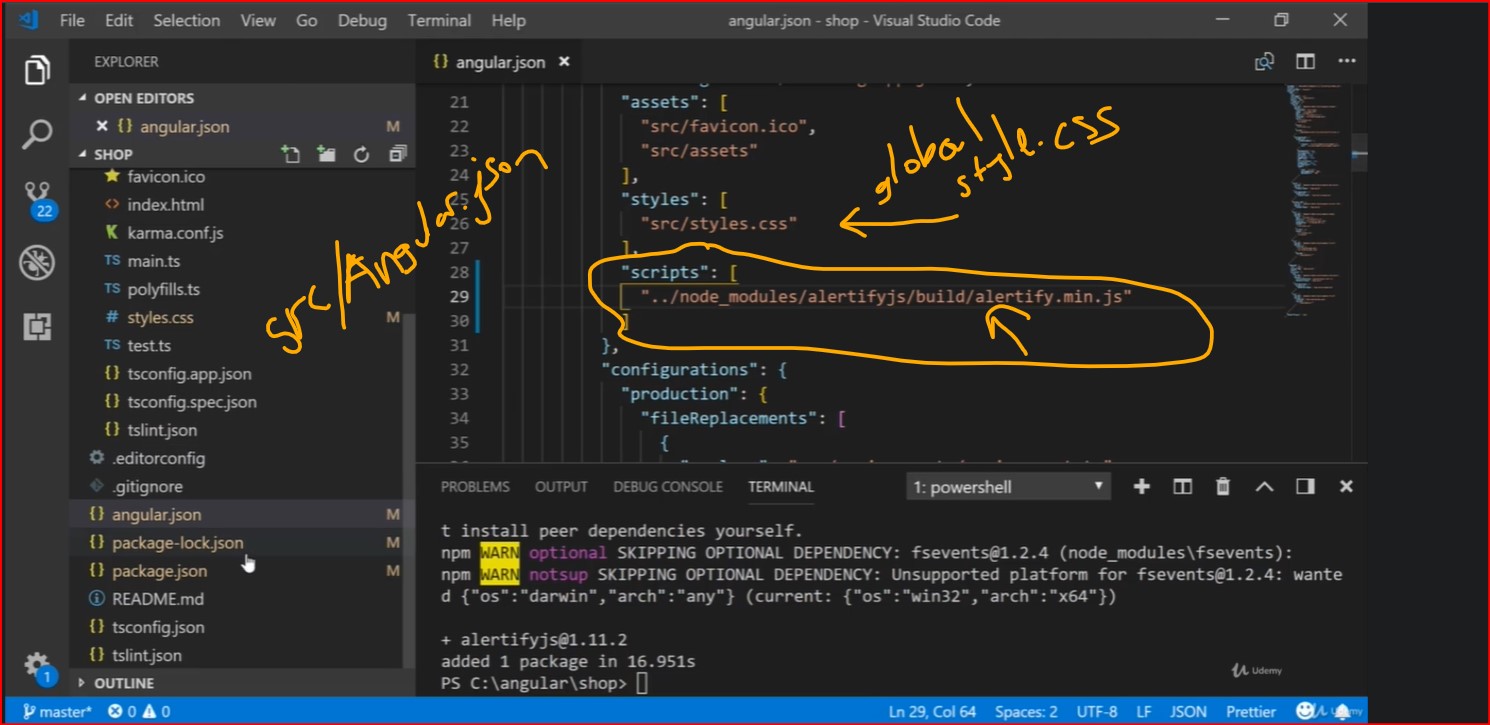 File Edit Selection View Go Debug Terminal Help
angular.json - shop - Visual Studio Code
EXPLORER
OPEN EDITORS
angular.json M
SHOP
favicon.ico
index.html
karma.conf.js
TS main.ts
TS polyfills.ts
# styles.css M
TS test.ts
{} tsconfig.app.json
{} tsconfig.spec.json
{} tslint.json
.editorconfig
.gitignore
{} angular.json M
{} package-lock.json M
{} package.json M
README.md
{} tsconfig.json
{} tslint.json
OUTLINE
22
1
{} angular.json
21 "assets": [
22 "src/favicon.ico",
23 "src/assets"
24 ],
25 "styles": [
26 "src/styles.css"
27 ],
28 "scripts": [
29 "../node_modules/alertifyjs/build/alertify.min.js"
30 ]
31 },
32 "configurations": {
33 "production": {
34 "fileReplacements": [
35 {
src/Angular.json
global
style.css
PROBLEMS OUTPUT DEBUG CONSOLE TERMINAL
1: powershell
t install peer dependencies yourself.
npm WARN optional SKIPPING OPTIONAL DEPENDENCY: fsevents@1.2.4 (node_modules\fsevents):
npm WARN notsup SKIPPING OPTIONAL DEPENDENCY: Unsupported platform for fsevents@1.2.4: wante
d {"os":"darwin","arch":"any"} (current: {"os":"win32","arch":"x64"})
+ alertifyjs@1.11.2
added 1 package in 16.951s
PS C:\angular\shop>
Udemy
master* 0 0
Ln 29, Col 64 Spaces: 2 UTF-8 LF JSON Prettier